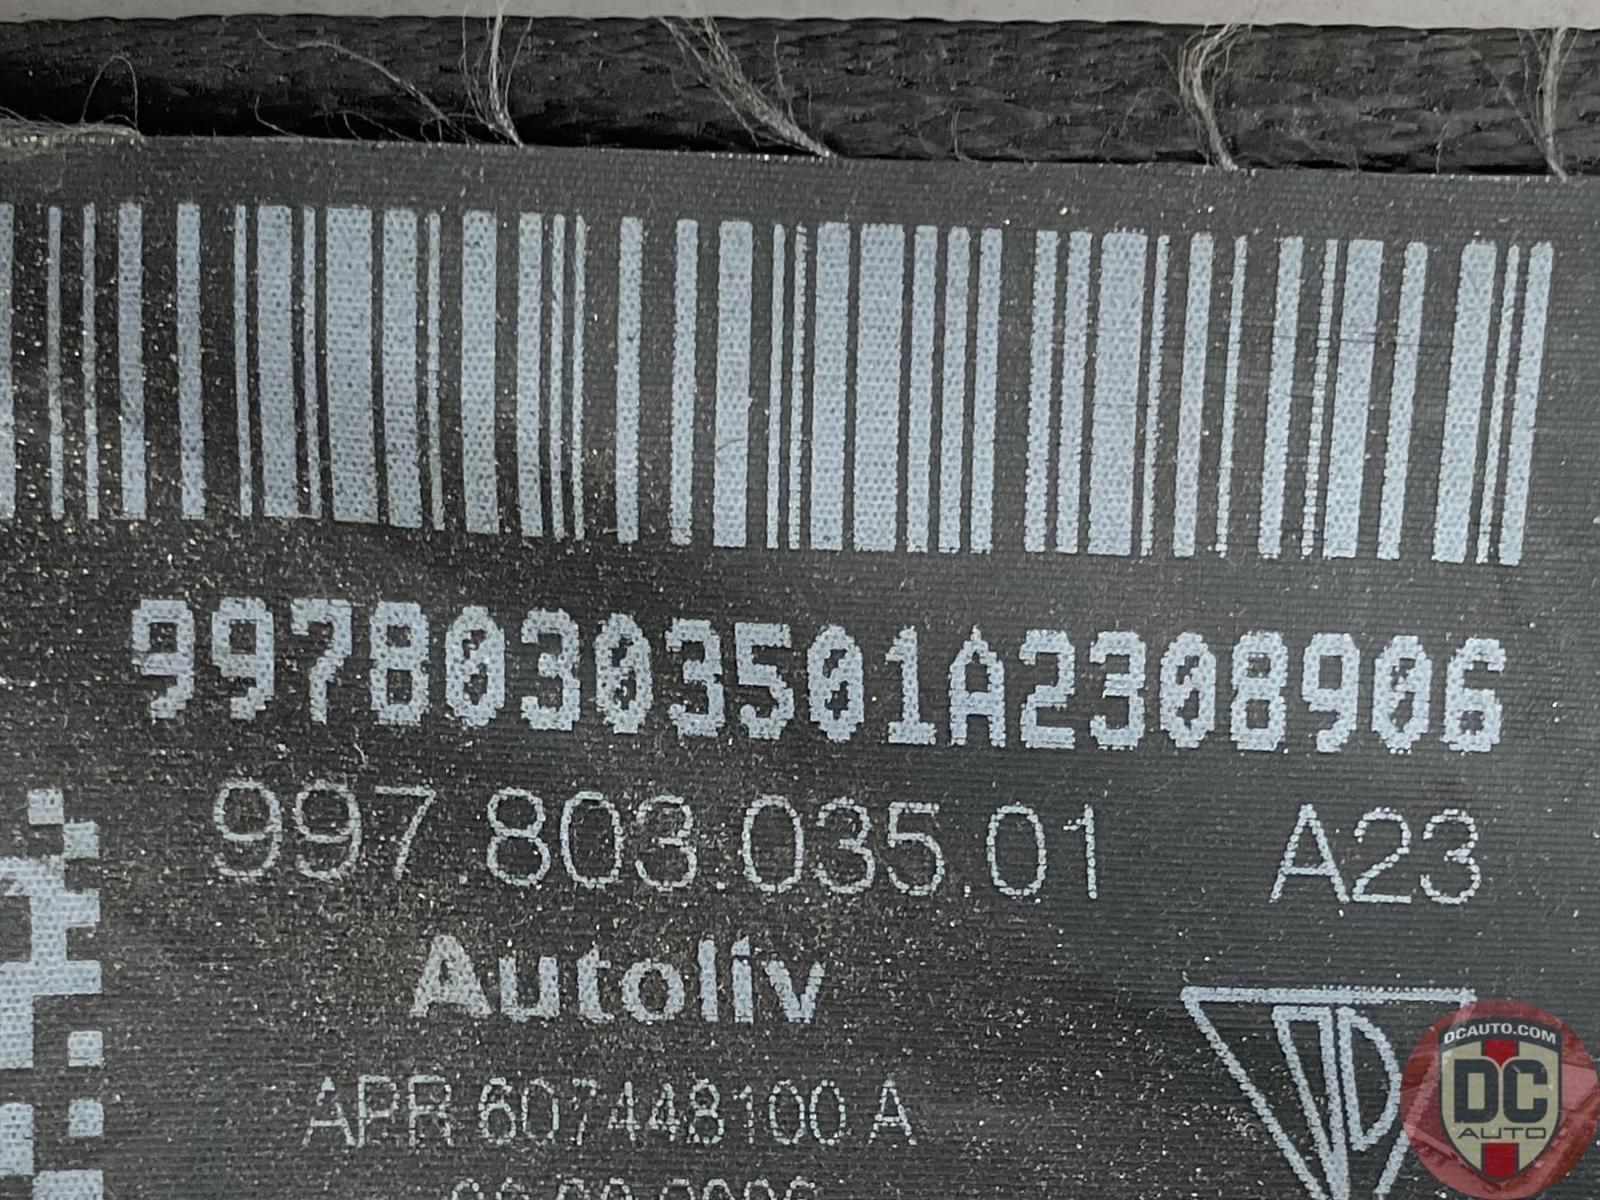 99780303501A2308906
997.803.035.01 A23
Autoliv
APR 607448100 A
DCAUTO.COM
DC
AUTO